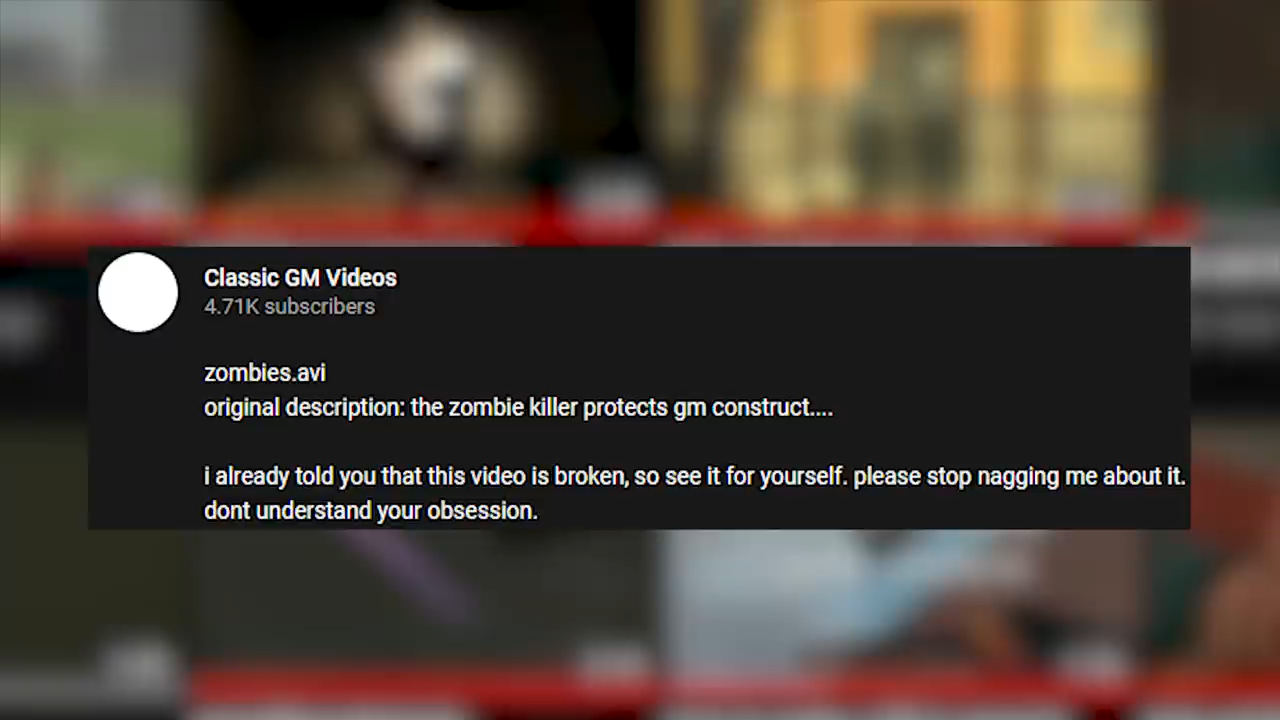 Classic GM Videos
4.71K subscribers
zombies.avi
original description: the zombie killer protects gm construct....
i already told you that this video is broken, so see it for yourself. please stop nagging me about it.
dont understand your obsession.